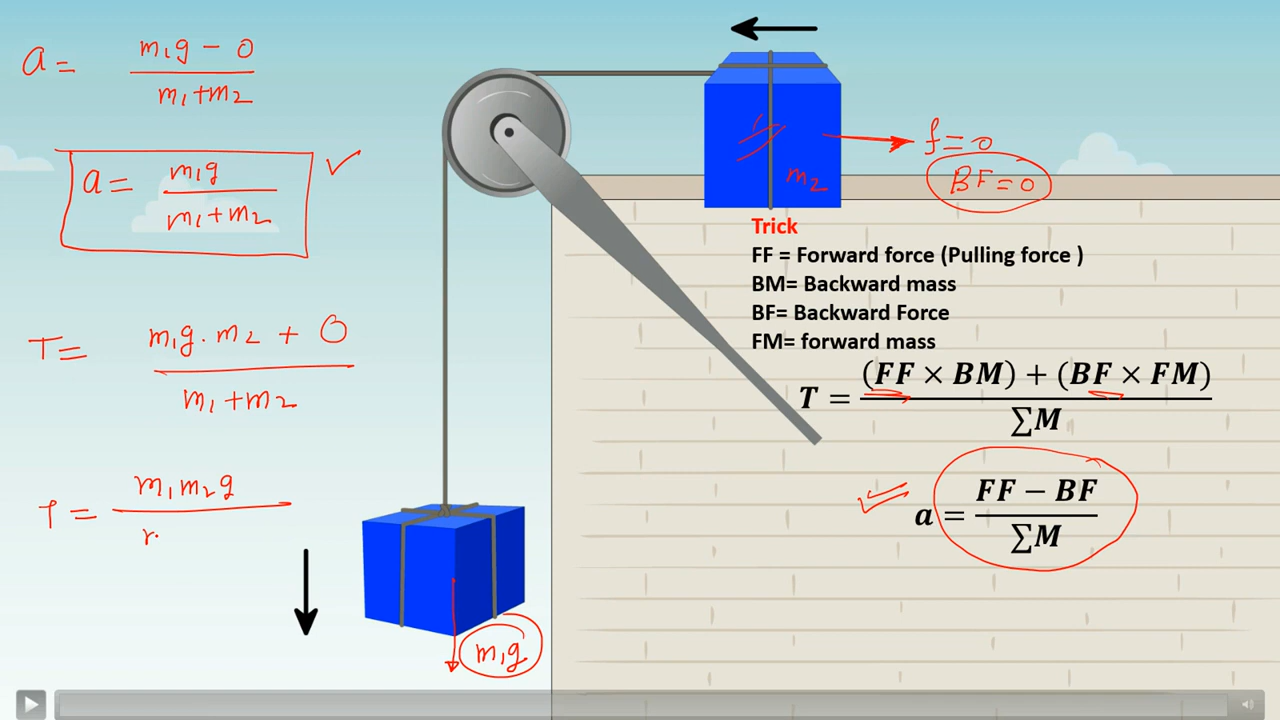 a = m₁g - 0
m₁+m₂
a = m₁g
m₁+m₂
T = m₁g.m₂ + 0
m₁+m₂
T = m₁m₂g
m₂
f = 0
BF = 0
Trick
FF = Forward force (Pulling force )
BM= Backward mass
BF= Backward Force
FM= forward mass
T = (FF × BM) + (BF × FM)
∑M
a = FF − BF
∑M
m₁g